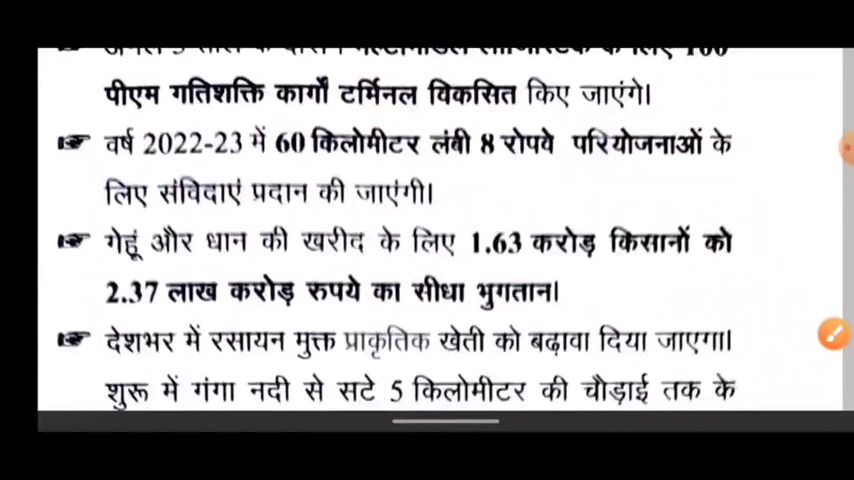 पीएम गतिशक्ति कार्गों टर्मिनल विकसित किए जाएंगे।
वर्ष 2022-23 में 60 किलोमीटर लंबी 8 रोपवे परियोजनाओं के
लिए संविदाएं प्रदान की जाएंगी।
गेहूं और धान की खरीद के लिए 1.63 करोड़ किसानों को
2.37 लाख करोड़ रुपये का सीधा भुगतान।
देशभर में रसायन मुक्त प्राकृतिक खेती को बढ़ावा दिया जाएगा।
शुरू में गंगा नदी से सटे 5 किलोमीटर की चौड़ाई तक के